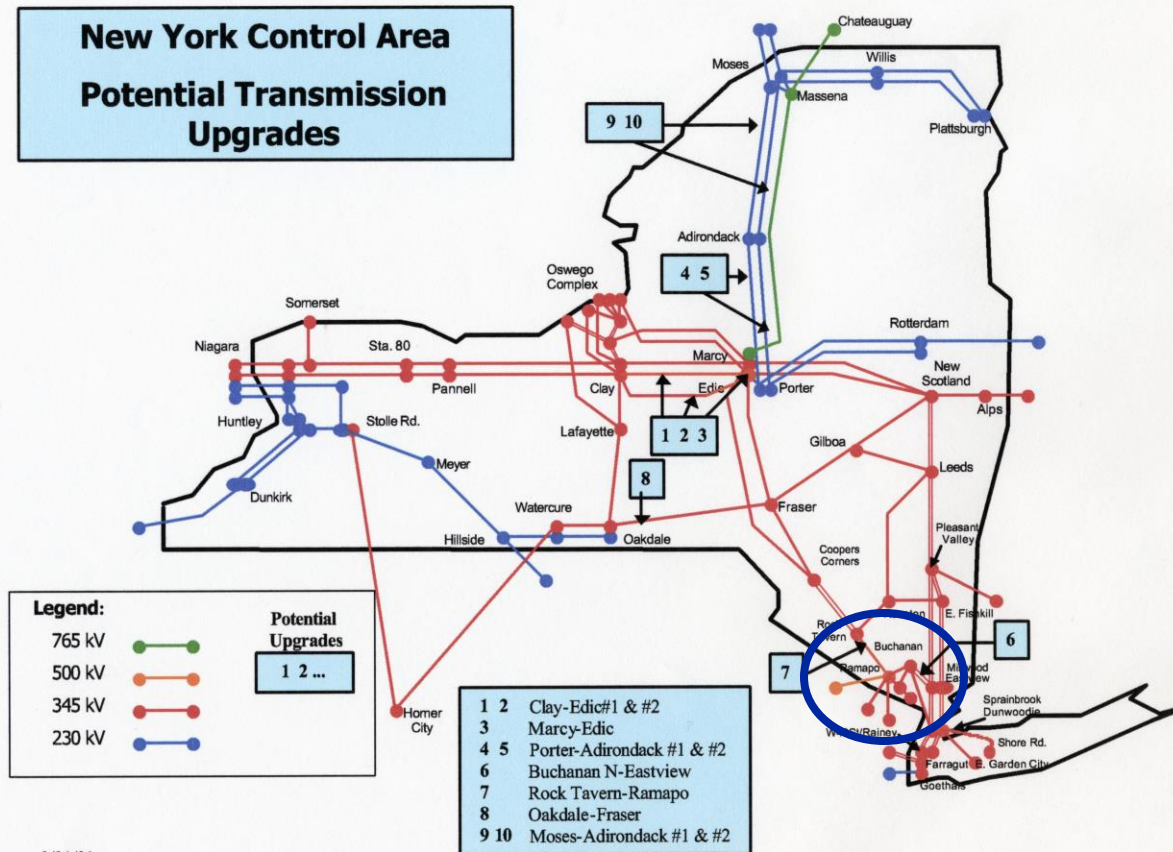 New York Control Area
Potential Transmission
Upgrades
Chateauguay
Moses
Willis
Massena
Plattsburgh
9 10
Adirondack
4 5
Oswego
Complex
Somerset
Rotterdam
Niagara
Sta. 80
Marcy
New
Scotland
Pannell
Clay
Edic
Porter
Alps
Huntley
Stolle Rd.
Lafayette
1 2 3
Gilboa
Meyer
Leeds
8
Dunkirk
Watercure
Fraser
Hillside
Oakdale
Pleasant
Valley
Coopers
Corners
Legend:
765 kV
500 kV
345 kV
230 kV
Potential
Upgrades
1 2 ...
E. Fishkill
Buchanan
6
7
Ramapo
Eastview
Sprainbrook
Dunwoodie
Homer
City
Shore Rd.
Farragut
E. Garden City
Goethals
1 2 Clay-Edic#1 & #2
3 Marcy-Edic
4 5 Porter-Adirondack #1 & #2
6 Buchanan N-Eastview
7 Rock Tavern-Ramapo
8 Oakdale-Fraser
9 10 Moses-Adirondack #1 & #2